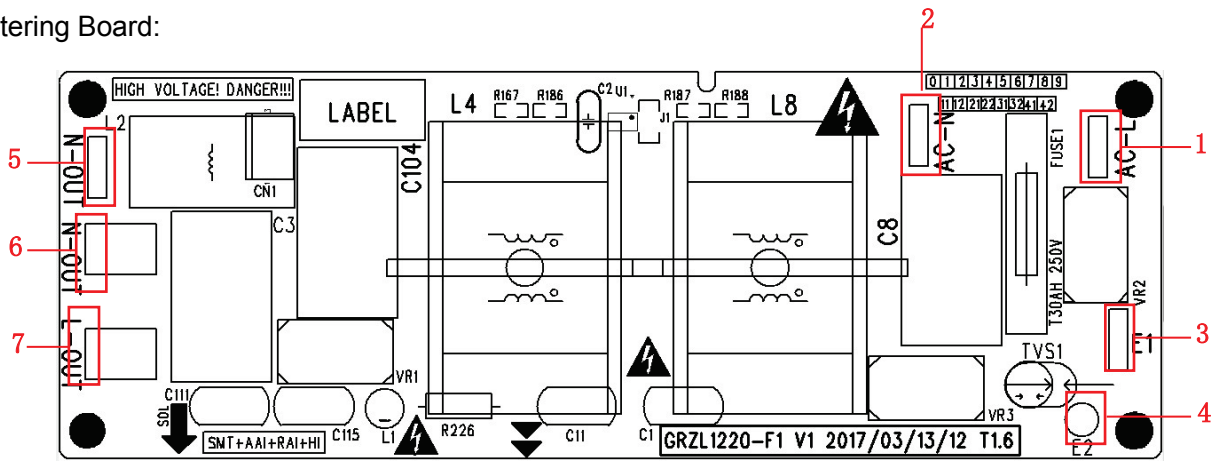 tering Board:
2
HIGH VOLTAGE! DANGER!!!
LABEL
L4
R167
R186
C2
U1
J1
R187
R188
L8
0 1 2 3 4 5 6 7 8 9
11 12 21 22 31 32 41 42
L2
5
N-OUT
CÑ1
C104
AC-N
FUSE1
AC-L
1
6
N-OUT
C3
C8
T30AH 250V
VR2
7
L-OUT
VR1
TVS1
E1
3
C111
SDL
C115
L1
R226
C11
C1
VR3
4
E2
SMT+AAI+RAI+HI
GRZL1220-F1 V1 2017/03/13/12 T1.6